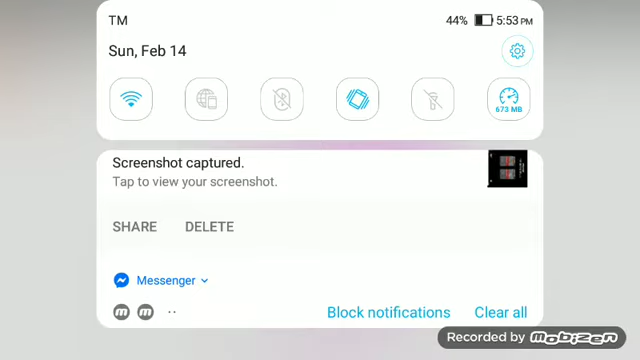 TM 44% 5:53 PM
Sun, Feb 14
673 MB
Screenshot captured.
Tap to view your screenshot.
SHARE DELETE
Messenger
m m ..
Block notifications Clear all
Recorded by mobizen